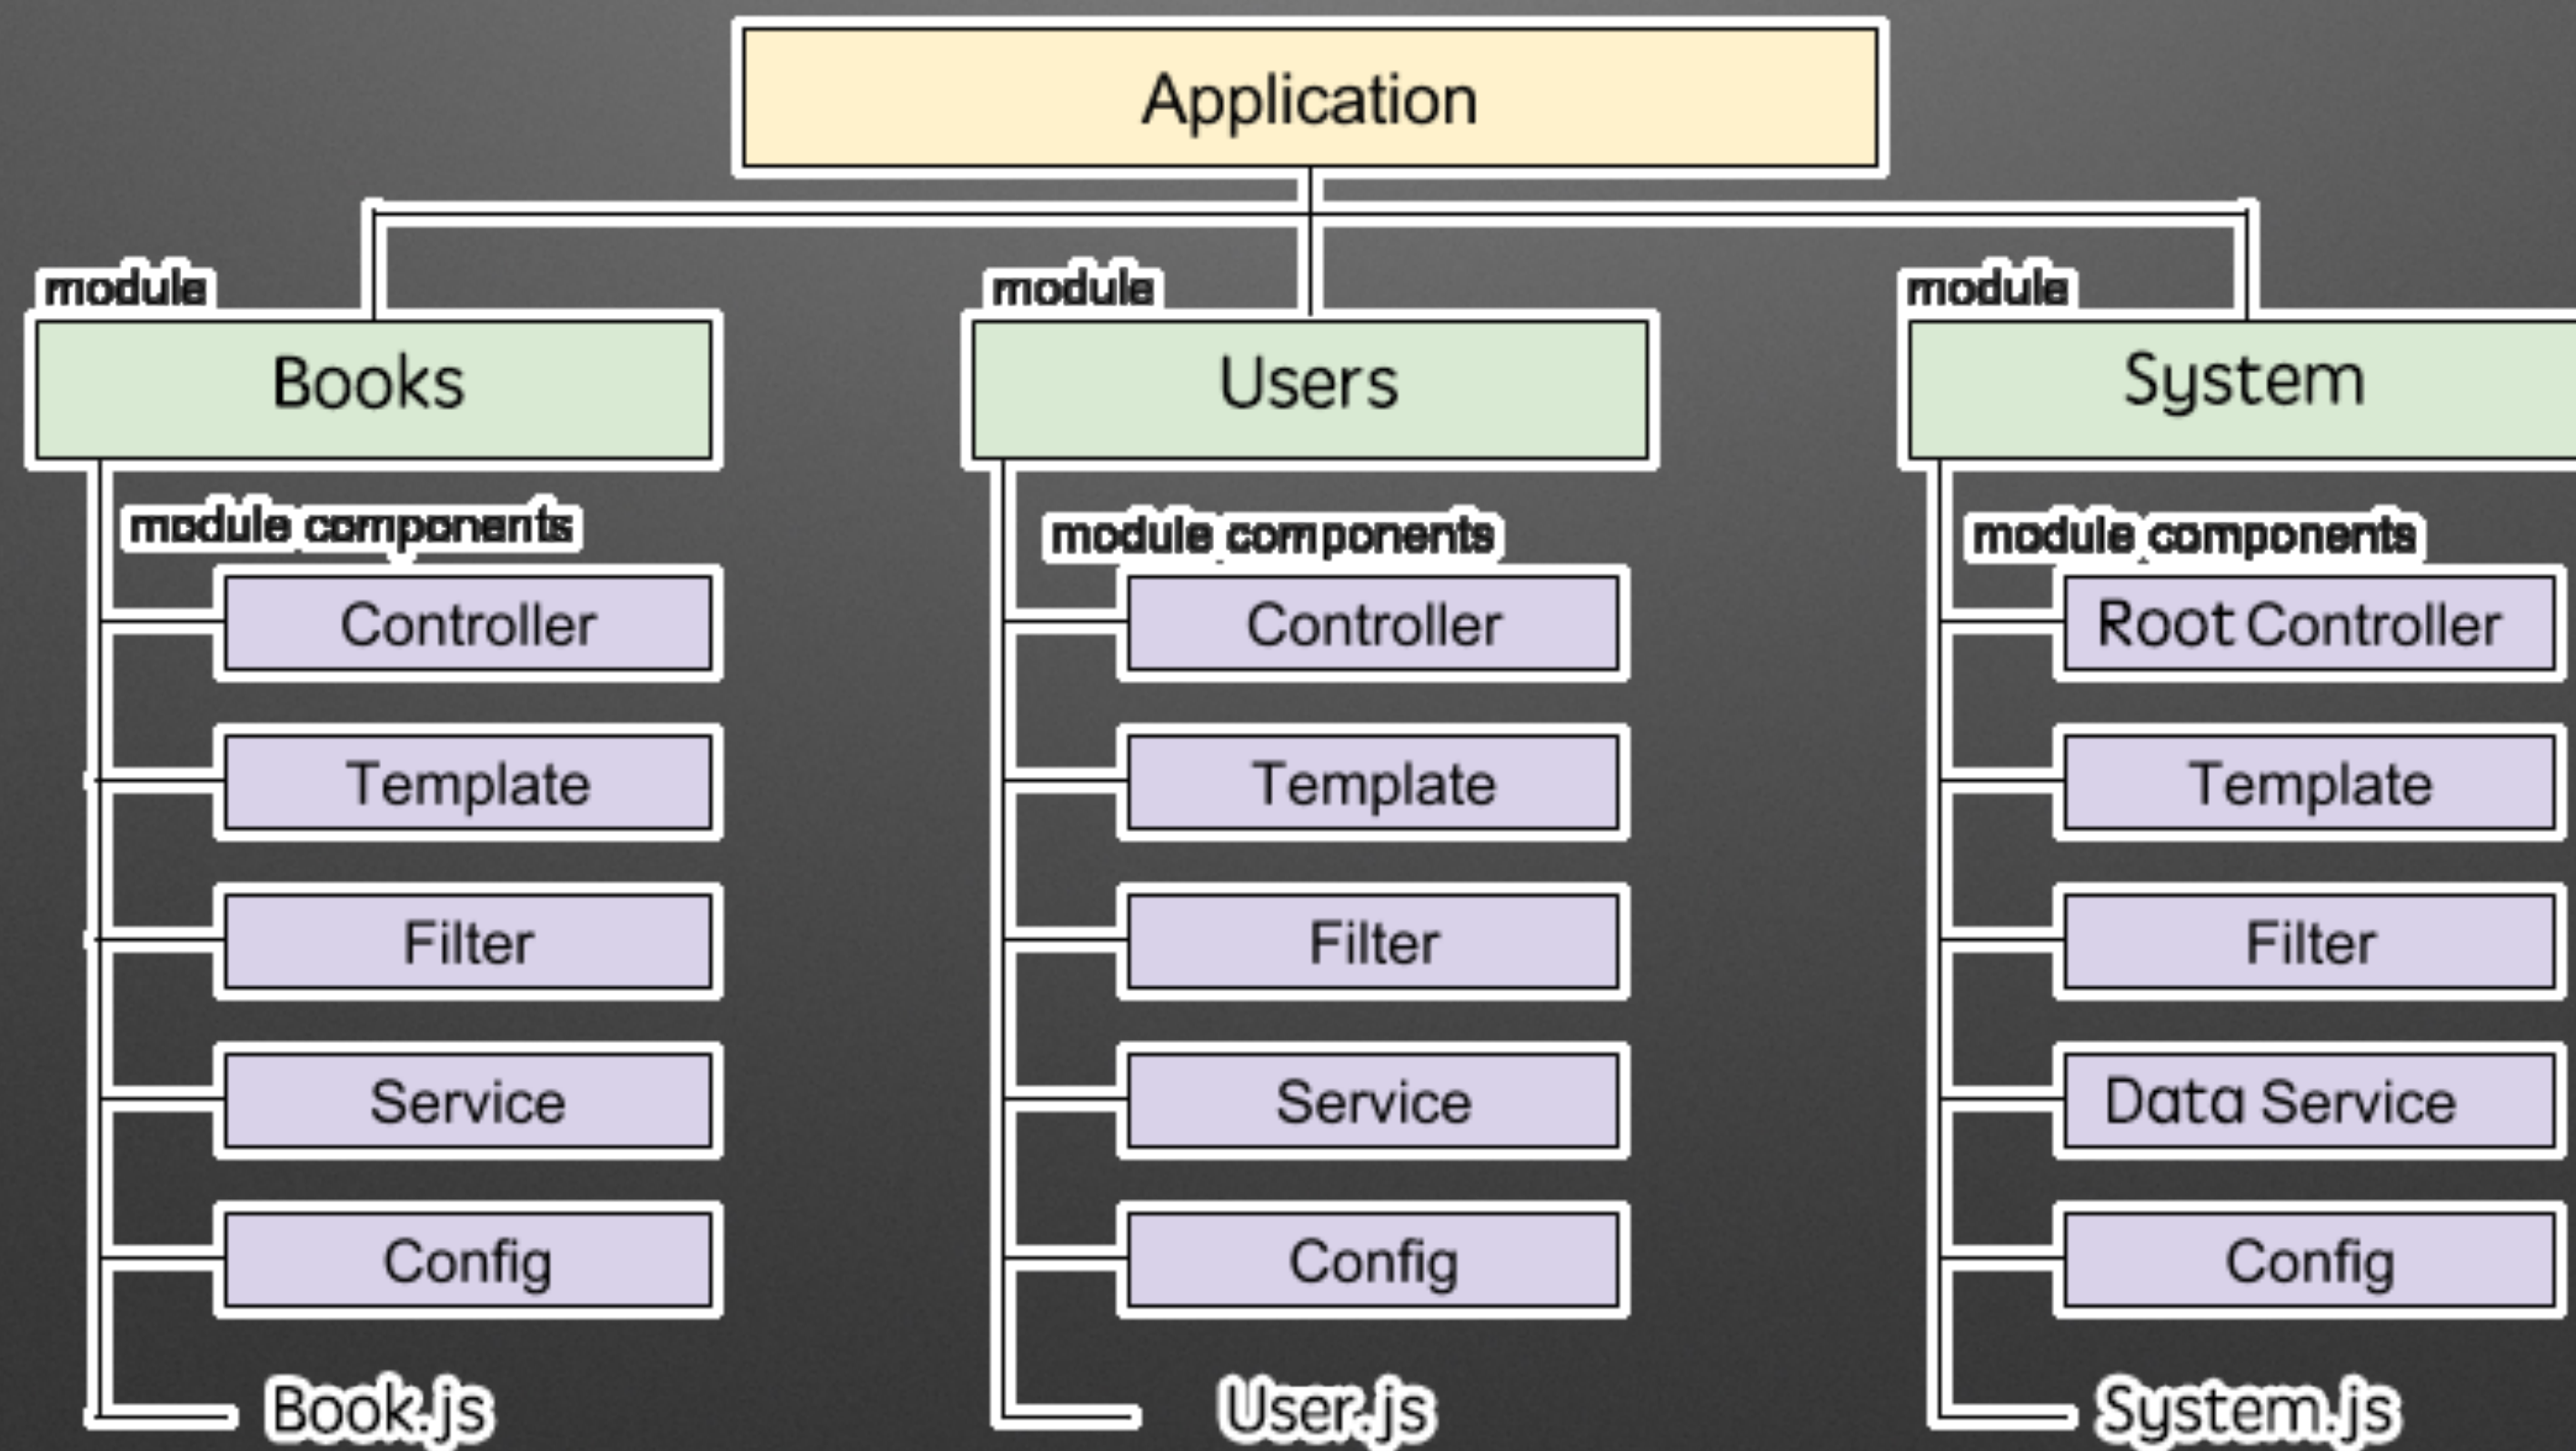 Application
module
Books
module components
Controller
Template
Filter
Service
Config
Book.js
module
Users
module components
Controller
Template
Filter
Service
Config
User.js
module
System
module components
Root Controller
Template
Filter
Data Service
Config
System.js